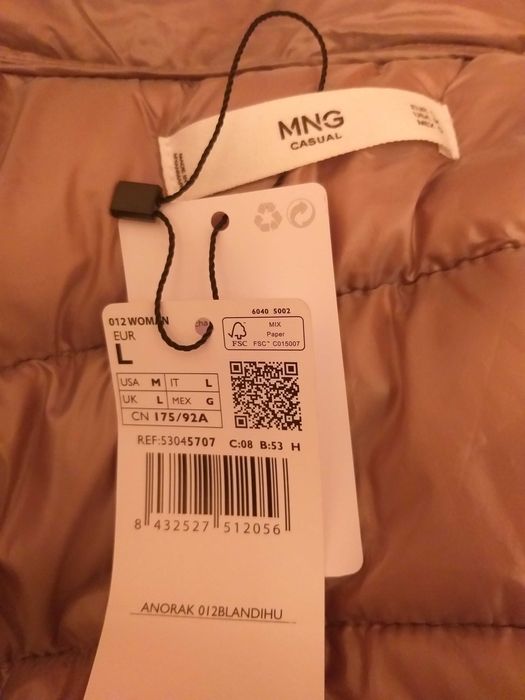 MNG
CASUAL
6040 5002
012 WOMAN
EUR
L
MIX
Paper
FSC™ C015007
FSC
USA M IT L
UK L MEX G
CN 175/92A
REF:53045707 C:08 B:53 H
8 432527 512056
ANORAK 012BLANDIHU